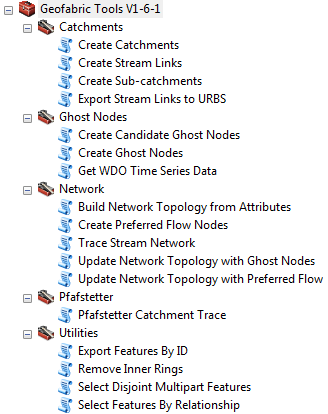 Geofabric Tools V1-6-1
Catchments
Create Catchments
Create Stream Links
Create Sub-catchments
Export Stream Links to URBS
Ghost Nodes
Create Candidate Ghost Nodes
Create Ghost Nodes
Get WDO Time Series Data
Network
Build Network Topology from Attributes
Create Preferred Flow Nodes
Trace Stream Network
Update Network Topology with Ghost Nodes
Update Network Topology with Preferred Flow
Pfafstetter
Pfafstetter Catchment Trace
Utilities
Export Features By ID
Remove Inner Rings
Select Disjoint Multipart Features
Select Features By Relationship